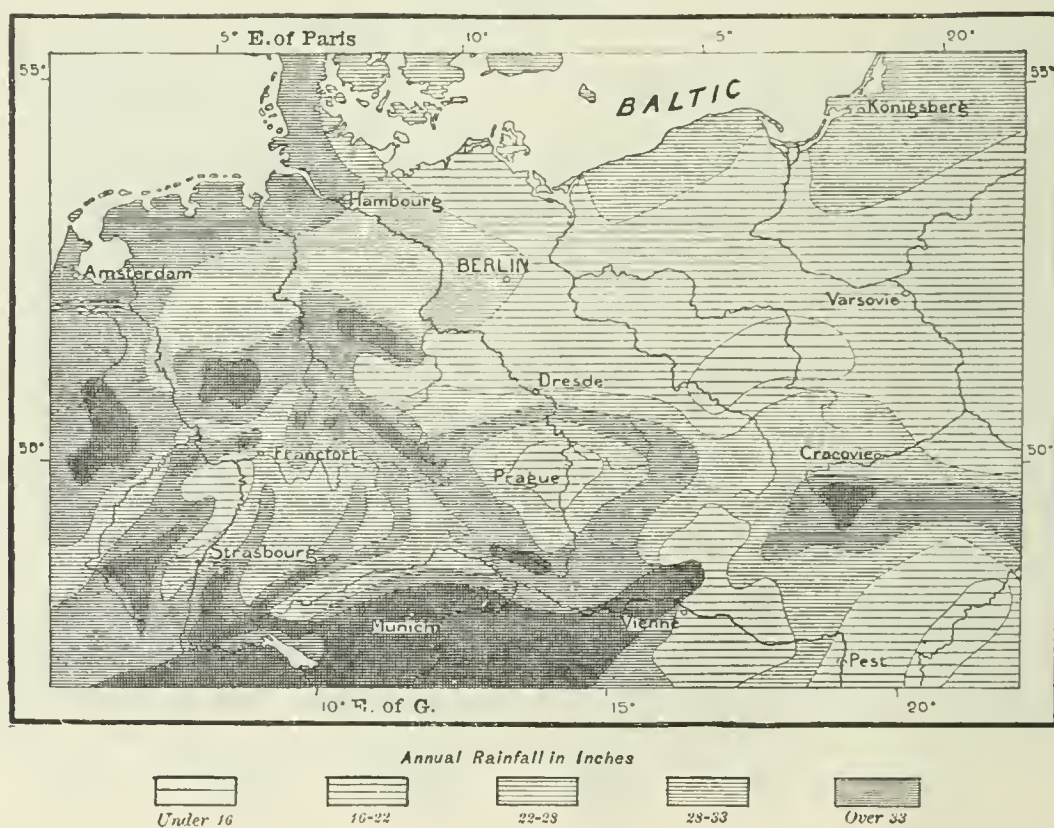 5° E. of Paris 10° 5° 20°
55° 55°
BALTIC
Königsberg
Hambourg
Amsterdam BERLIN
Varsovie
Dresde
55° 50°
Francfort Cracovie
Prague
Strasbourg
Munich Vienne
Pest
10° E. of G. 15° 20°
Annual Rainfall in Inches
Under 16 16-22 22-28 28-33 Over 33